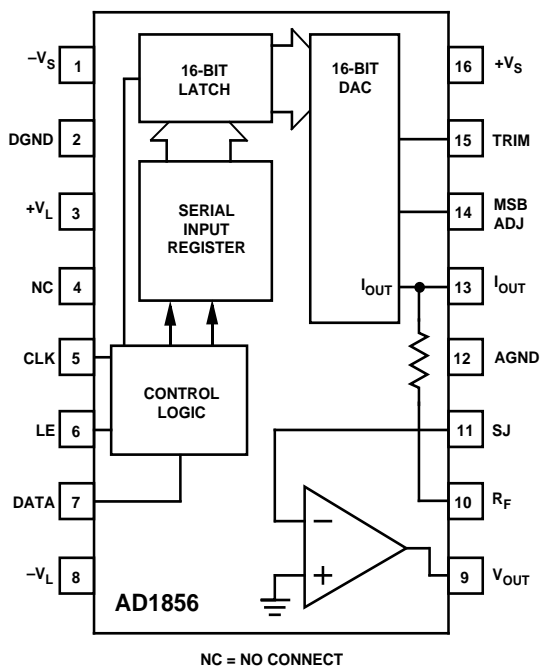 –VS 1
DGND 2
+VL 3
NC 4
CLK 5
LE 6
DATA 7
–VL 8
16-BIT
LATCH
SERIAL
INPUT
REGISTER
CONTROL
LOGIC
16-BIT
DAC
IOUT
–
+
AD1856
16 +VS
15 TRIM
14 MSB
ADJ
13 IOUT
12 AGND
11 SJ
10 RF
9 VOUT
NC = NO CONNECT